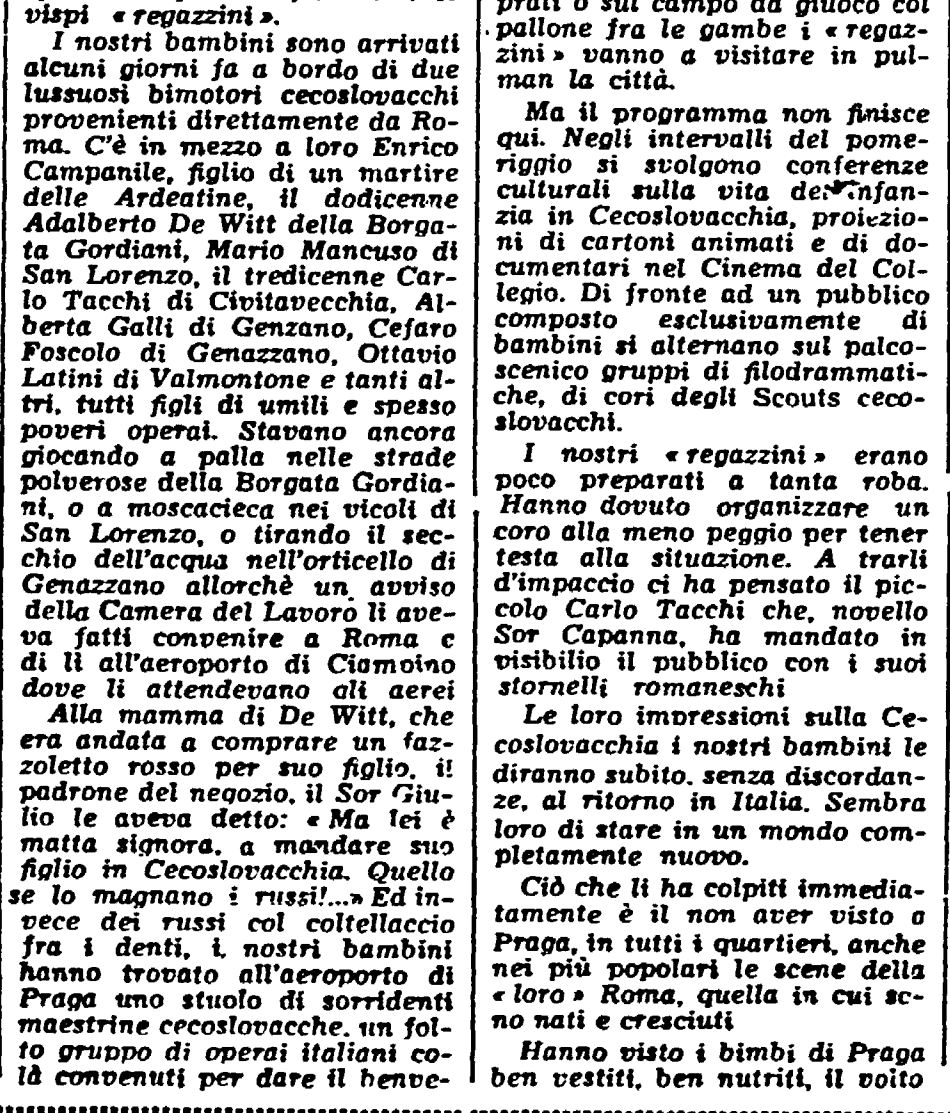 vispi « regazzini ».
I nostri bambini sono arrivati
alcuni giorni fa a bordo di due
lussuosi bimotori cecoslovacchi
provenienti direttamente da Ro-
ma. C'è in mezzo a loro Enrico
Campanile, figlio di un martire
delle Ardeatine, il dodicenne
Adalberto De Witt della Borga-
ta Gordiani, Mario Mancuso di
San Lorenzo, il tredicenne Car-
lo Tacchi di Civitavecchia, Al-
berta Galli di Genzano, Cefaro
Foscolo di Genazzano, Ottavio
Latini di Valmontone e tanti al-
tri, tutti figli di umili e spesso
poveri operai. Stavano ancora
giocando a palla nelle strade
polverose della Borgata Gordia-
ni, o a moscacieca nei vicoli di
San Lorenzo, o tirando il sec-
chio dell'acqua nell'orticello di
Genazzano allorchè un avviso
della Camera del Lavoro li ave-
va fatti convenire a Roma e
di lì all'aeroporto di Ciampino
dove li attendevano gli aerei
Alla mamma di De Witt, che
era andata a comprare un faz-
zoletto rosso per suo figlio, il
padrone del negozio, il Sor Giu-
lio le aveva detto: « Ma lei è
matta signora, a mandare suo
figlio in Cecoslovacchia. Quello
se lo magnano i russi!...» Ed in-
vece dei russi col coltellaccio
fra i denti, i nostri bambini
hanno trovato all'aeroporto di
Praga uno stuolo di sorridenti
maestrine cecoslovacche, un fol-
to gruppo di operai italiani co-
là convenuti per dare il benve-
prati o sul campo da giuoco col
pallone fra le gambe i « regaz-
zini » vanno a visitare in pul-
man la città.
Ma il programma non finisce
qui. Negli intervalli del pome-
riggio si svolgono conferenze
culturali sulla vita
zia in Cecoslovacchia, proiezio-
ni di cartoni animati e di do-
cumentari nel Cinema del Col-
legio. Di fronte ad un pubblico
composto esclusivamente di
bambini si alternano sul palco-
scenico gruppi di filodrammati-
che, di cori degli Scouts ceco-
slovacchi.
I nostri « regazzini » erano
poco preparati a tanta roba.
Hanno dovuto organizzare un
coro alla meno peggio per tener
testa alla situazione. A trarli
d'impaccio ci ha pensato il pic-
colo Carlo Tacchi che, novello
Sor Capanna, ha mandato in
visibilio il pubblico con i suoi
stornelli romaneschi
Le loro impressioni sulla Ce-
coslovacchia i nostri bambini le
diranno subito, senza discordan-
ze, al ritorno in Italia. Sembra
loro di stare in un mondo com-
pletamente nuovo.
Ciò che li ha colpiti immedia-
tamente è il non aver visto a
Praga, in tutti i quartieri, anche
nei più popolari le scene della
« loro » Roma, quella in cui so-
no nati e cresciuti
Hanno visto i bimbi di Praga
ben vestiti, ben nutriti, il volto